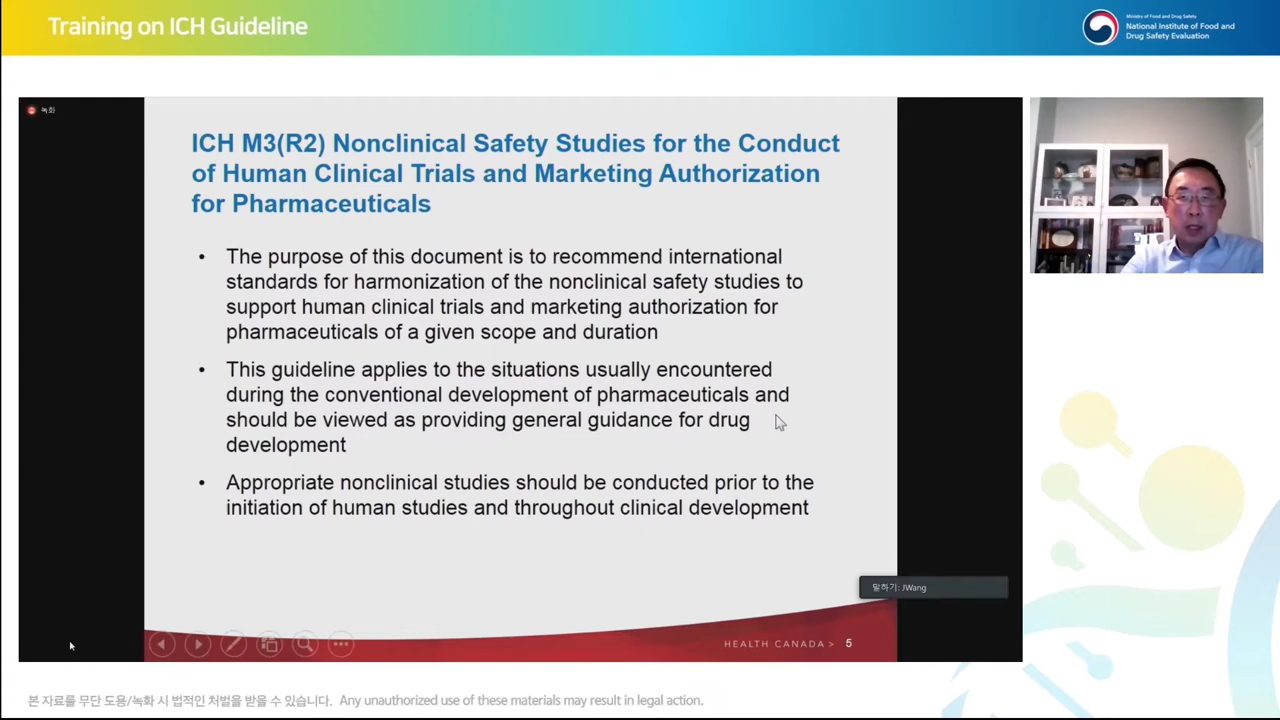 Training on ICH Guideline
Ministry of Food and Drug Safety
National Institute of Food and
Drug Safety Evaluation
녹화
ICH M3(R2) Nonclinical Safety Studies for the Conduct
of Human Clinical Trials and Marketing Authorization
for Pharmaceuticals
• The purpose of this document is to recommend international
standards for harmonization of the nonclinical safety studies to
support human clinical trials and marketing authorization for
pharmaceuticals of a given scope and duration
• This guideline applies to the situations usually encountered
during the conventional development of pharmaceuticals and
should be viewed as providing general guidance for drug
development
• Appropriate nonclinical studies should be conducted prior to the
initiation of human studies and throughout clinical development
말하기: JWang
HEALTH CANADA > 5
본 자료를 무단 도용/녹화 시 법적인 처벌을 받을 수 있습니다. Any unauthorized use of these materials may result in legal action.